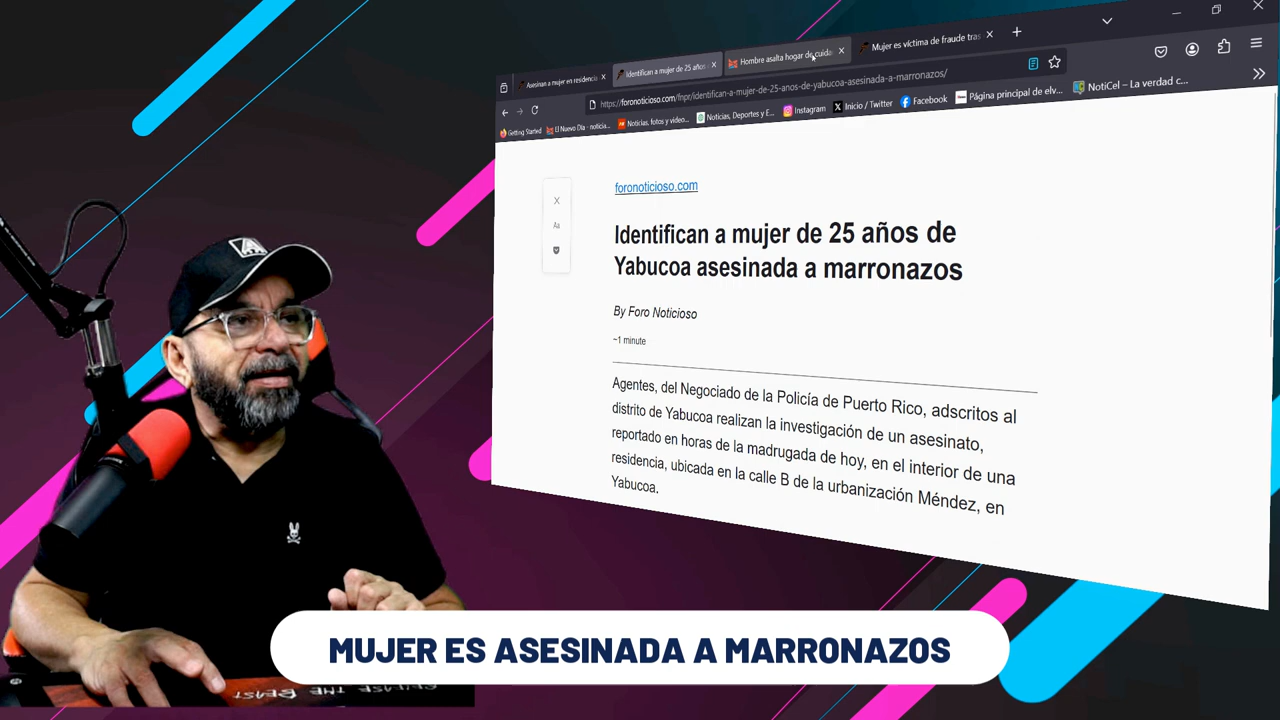 Asesinan a mujer en residencia
Identifican a mujer de 25 años
Hombre asalta hogar de cuida
Mujer es víctima de fraude tras
https://foronoticioso.com/fnpr/identifican-a-mujer-de-25-anos-de-yabucoa-asesinada-a-marronazos/
Getting Started
El Nuevo Día - noticia...
Noticias, fotos y video...
Noticias, Deportes y E...
Instagram
Inicio / Twitter
Facebook
Página principal de elv...
NotiCel – La verdad c...
foronoticioso.com
Aa
Identifican a mujer de 25 años de
Yabucoa asesinada a marronazos
By Foro Noticioso
~1 minute
Agentes, del Negociado de la Policía de Puerto Rico, adscritos al
distrito de Yabucoa realizan la investigación de un asesinato,
reportado en horas de la madrugada de hoy, en el interior de una
residencia, ubicada en la calle B de la urbanización Méndez, en
Yabucoa.
MUJER ES ASESINADA A MARRONAZOS